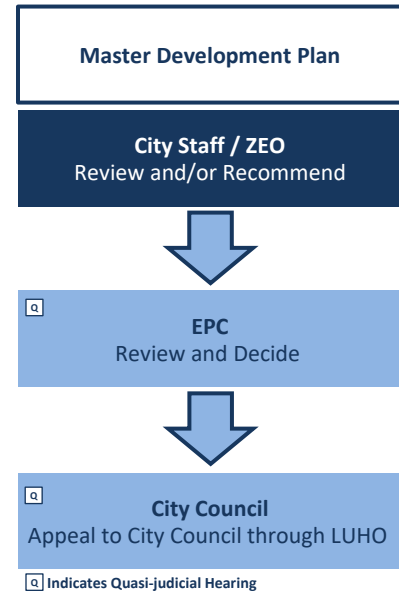 Master Development Plan
City Staff / ZEO
Review and/or Recommend
Q
EPC
Review and Decide
Q
City Council
Appeal to City Council through LUHO
Q Indicates Quasi-judicial Hearing